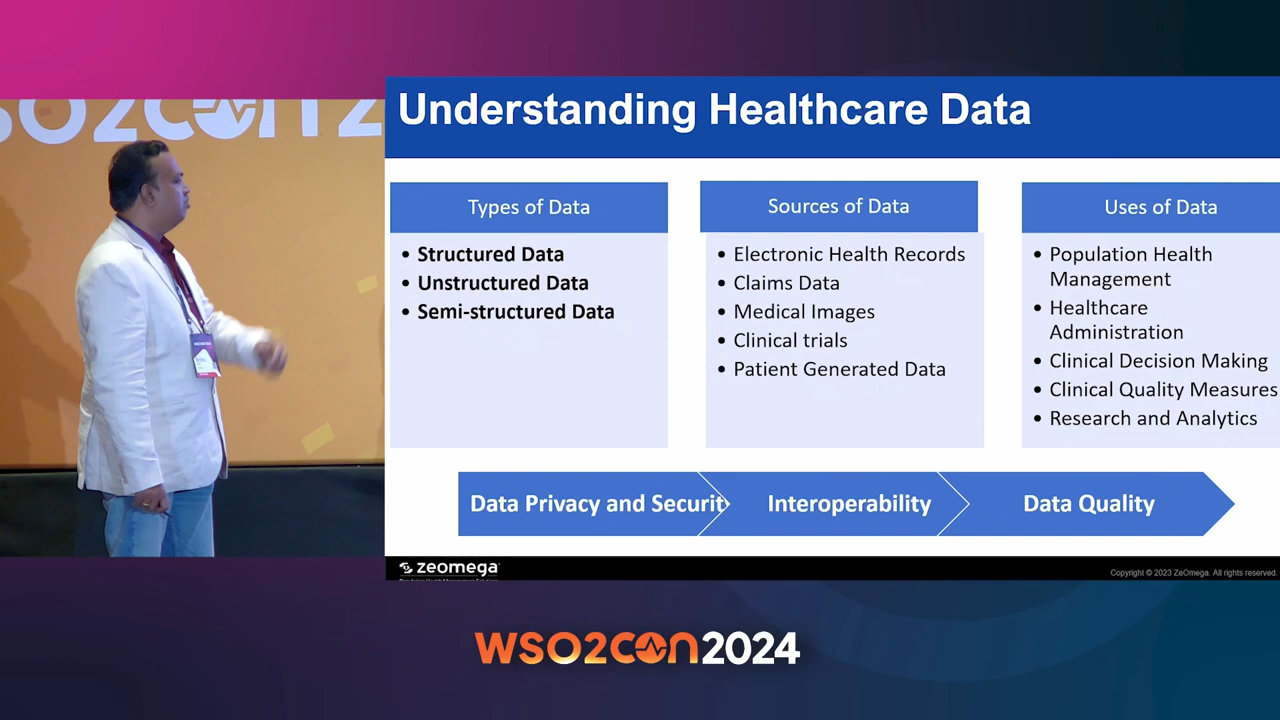 SO2CON 2
Understanding Healthcare Data
Types of Data
• Structured Data
• Unstructured Data
• Semi-structured Data
Sources of Data
• Electronic Health Records
• Claims Data
• Medical Images
• Clinical trials
• Patient Generated Data
Uses of Data
• Population Health
Management
• Healthcare
Administration
• Clinical Decision Making
• Clinical Quality Measures
• Research and Analytics
Data Privacy and Securit
Interoperability
Data Quality
zeomega
Copyright © 2023 ZeOmega. All rights reserved.
WSO2CON2024